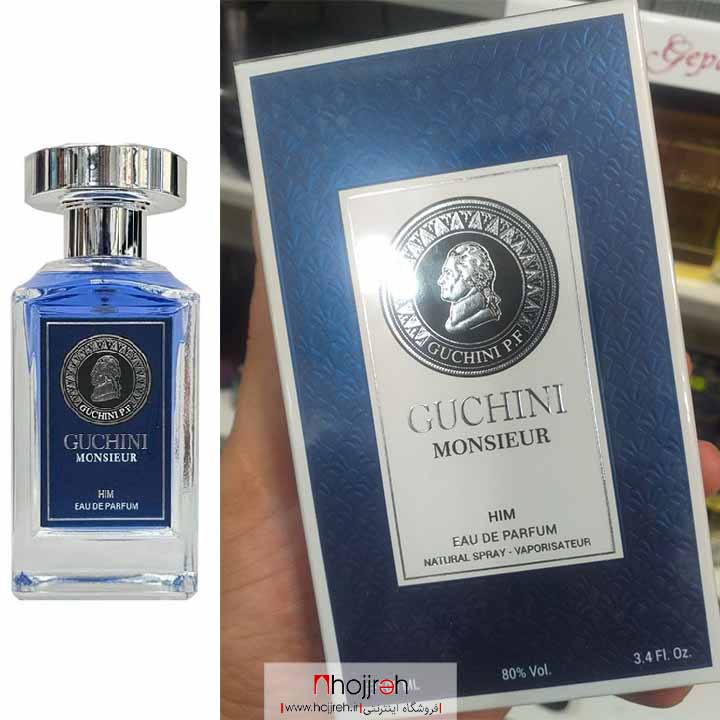 GUCHINI P.F
GUCHINI
MONSIEUR
HIM
EAU DE PARFUM
GUCHINI P.F
GUCHINI
MONSIEUR
HIM
EAU DE PARFUM
NATURAL SPRAY - VAPORISATEUR
ML
80% Vol.
3.4 Fl. Oz.
hojjreh
www.hojjreh.ir فروشگاه اینترنتی